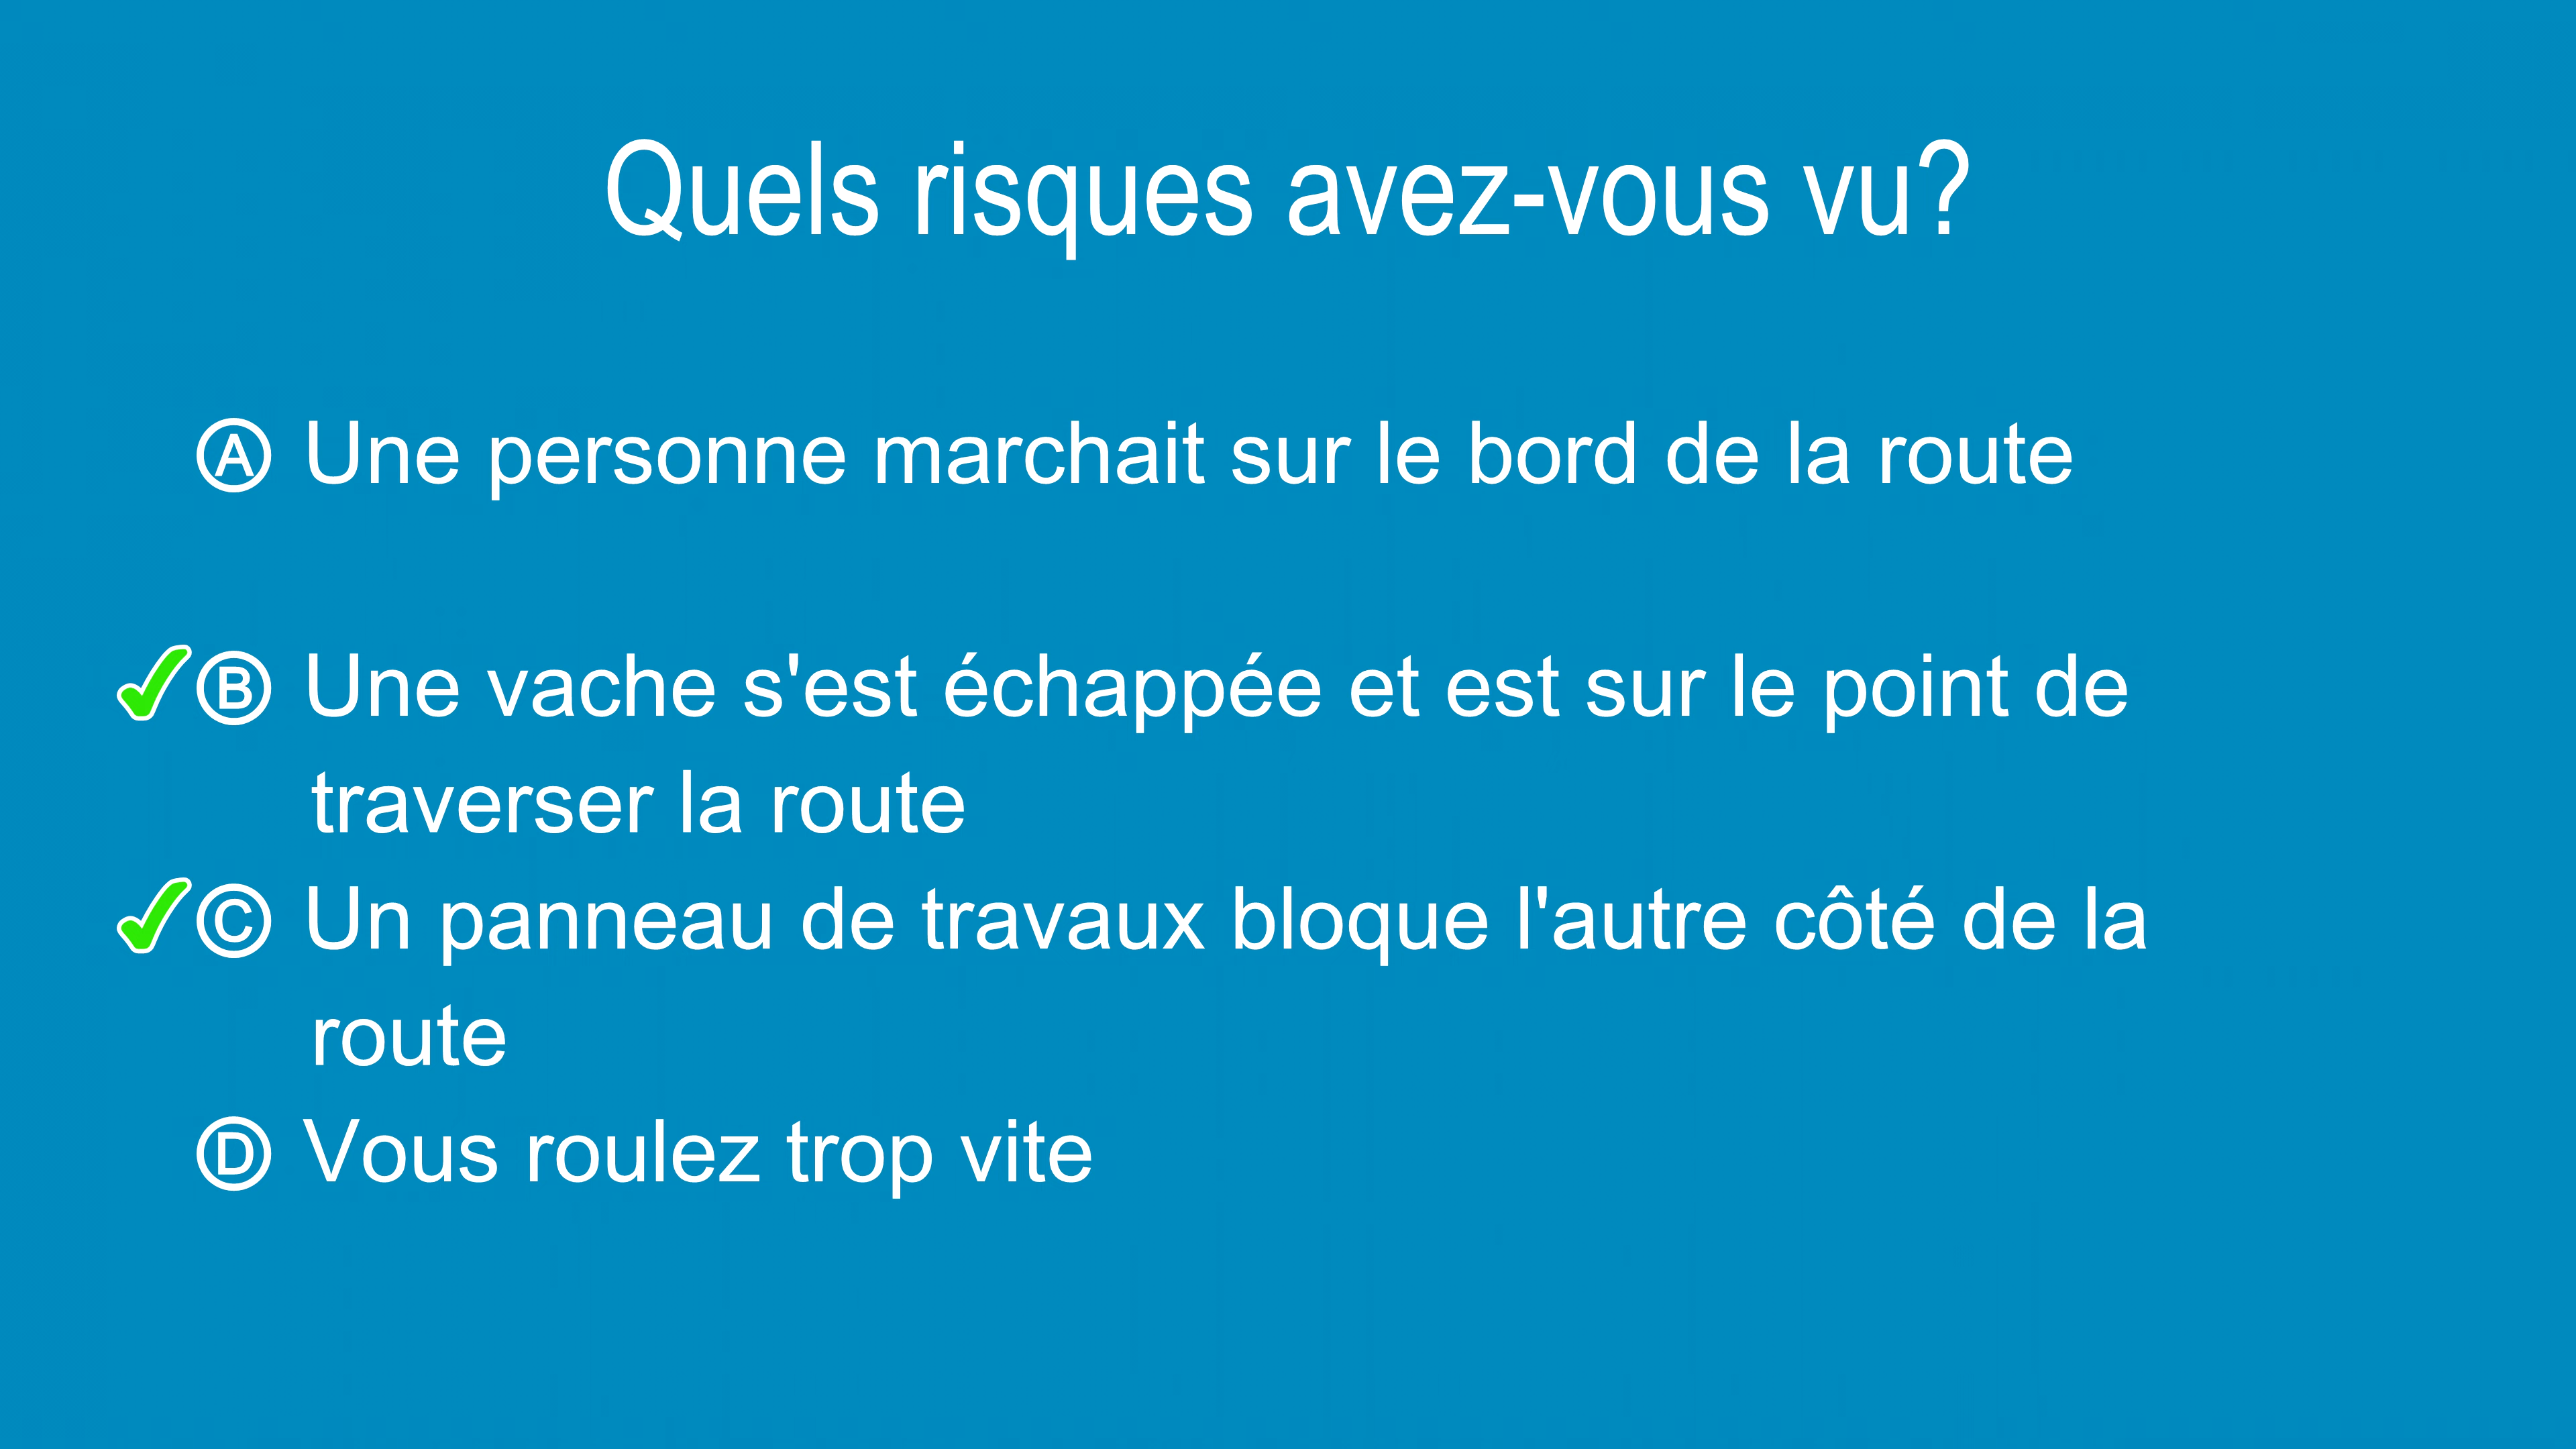 Quels risques avez-vous vu?
Ⓐ Une personne marchait sur le bord de la route
✓Ⓑ Une vache s'est échappée et est sur le point de
traverser la route
✓Ⓒ Un panneau de travaux bloque l'autre côté de la
route
Ⓓ Vous roulez trop vite